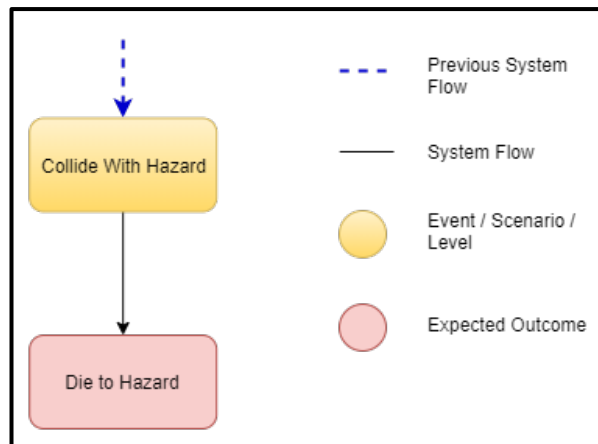 Collide With Hazard
Die to Hazard
Previous System
Flow
System Flow
Event / Scenario /
Level
Expected Outcome